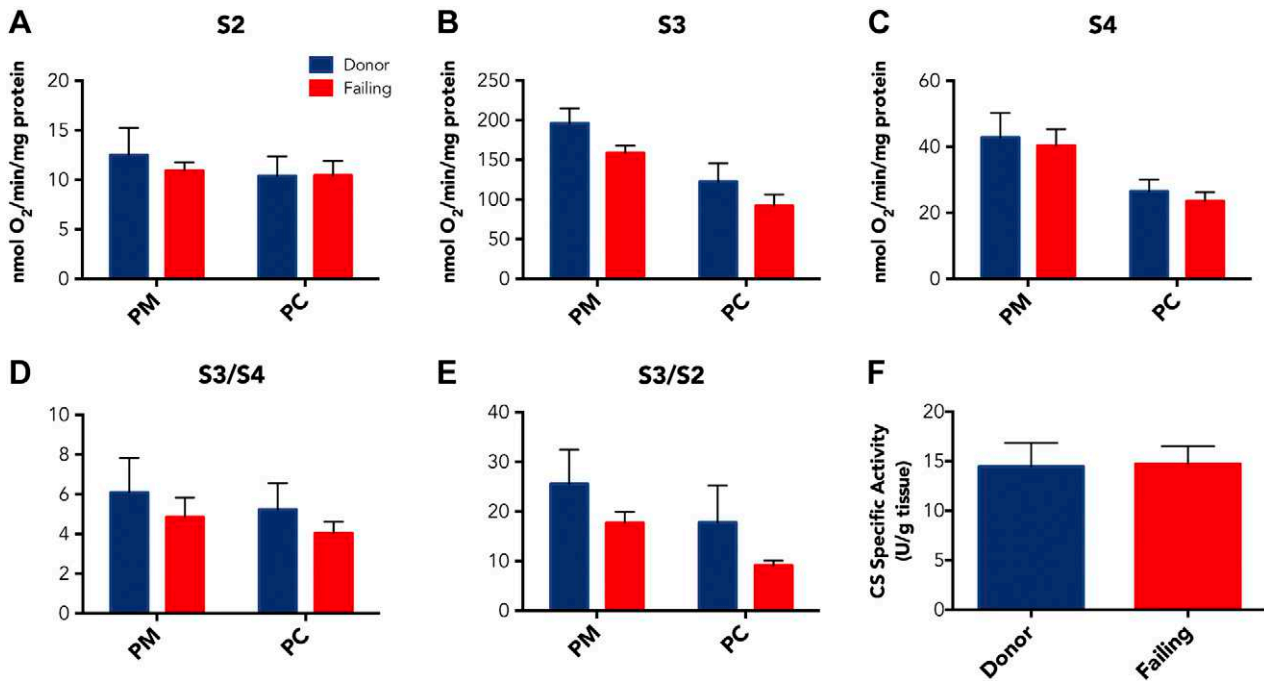 A
S2
nmol O₂/min/mg protein
20
15
10
5
0
Donor
Failing
PM
PC
B
S3
nmol O₂/min/mg protein
250
200
150
100
50
0
PM
PC
C
S4
nmol O₂/min/mg protein
60
40
20
0
PM
PC
D
S3/S4
10
8
6
4
2
0
PM
PC
E
S3/S2
40
30
20
10
0
PM
PC
F
CS Specific Activity
(U/g tissue)
20
15
10
5
0
Donor
Failing